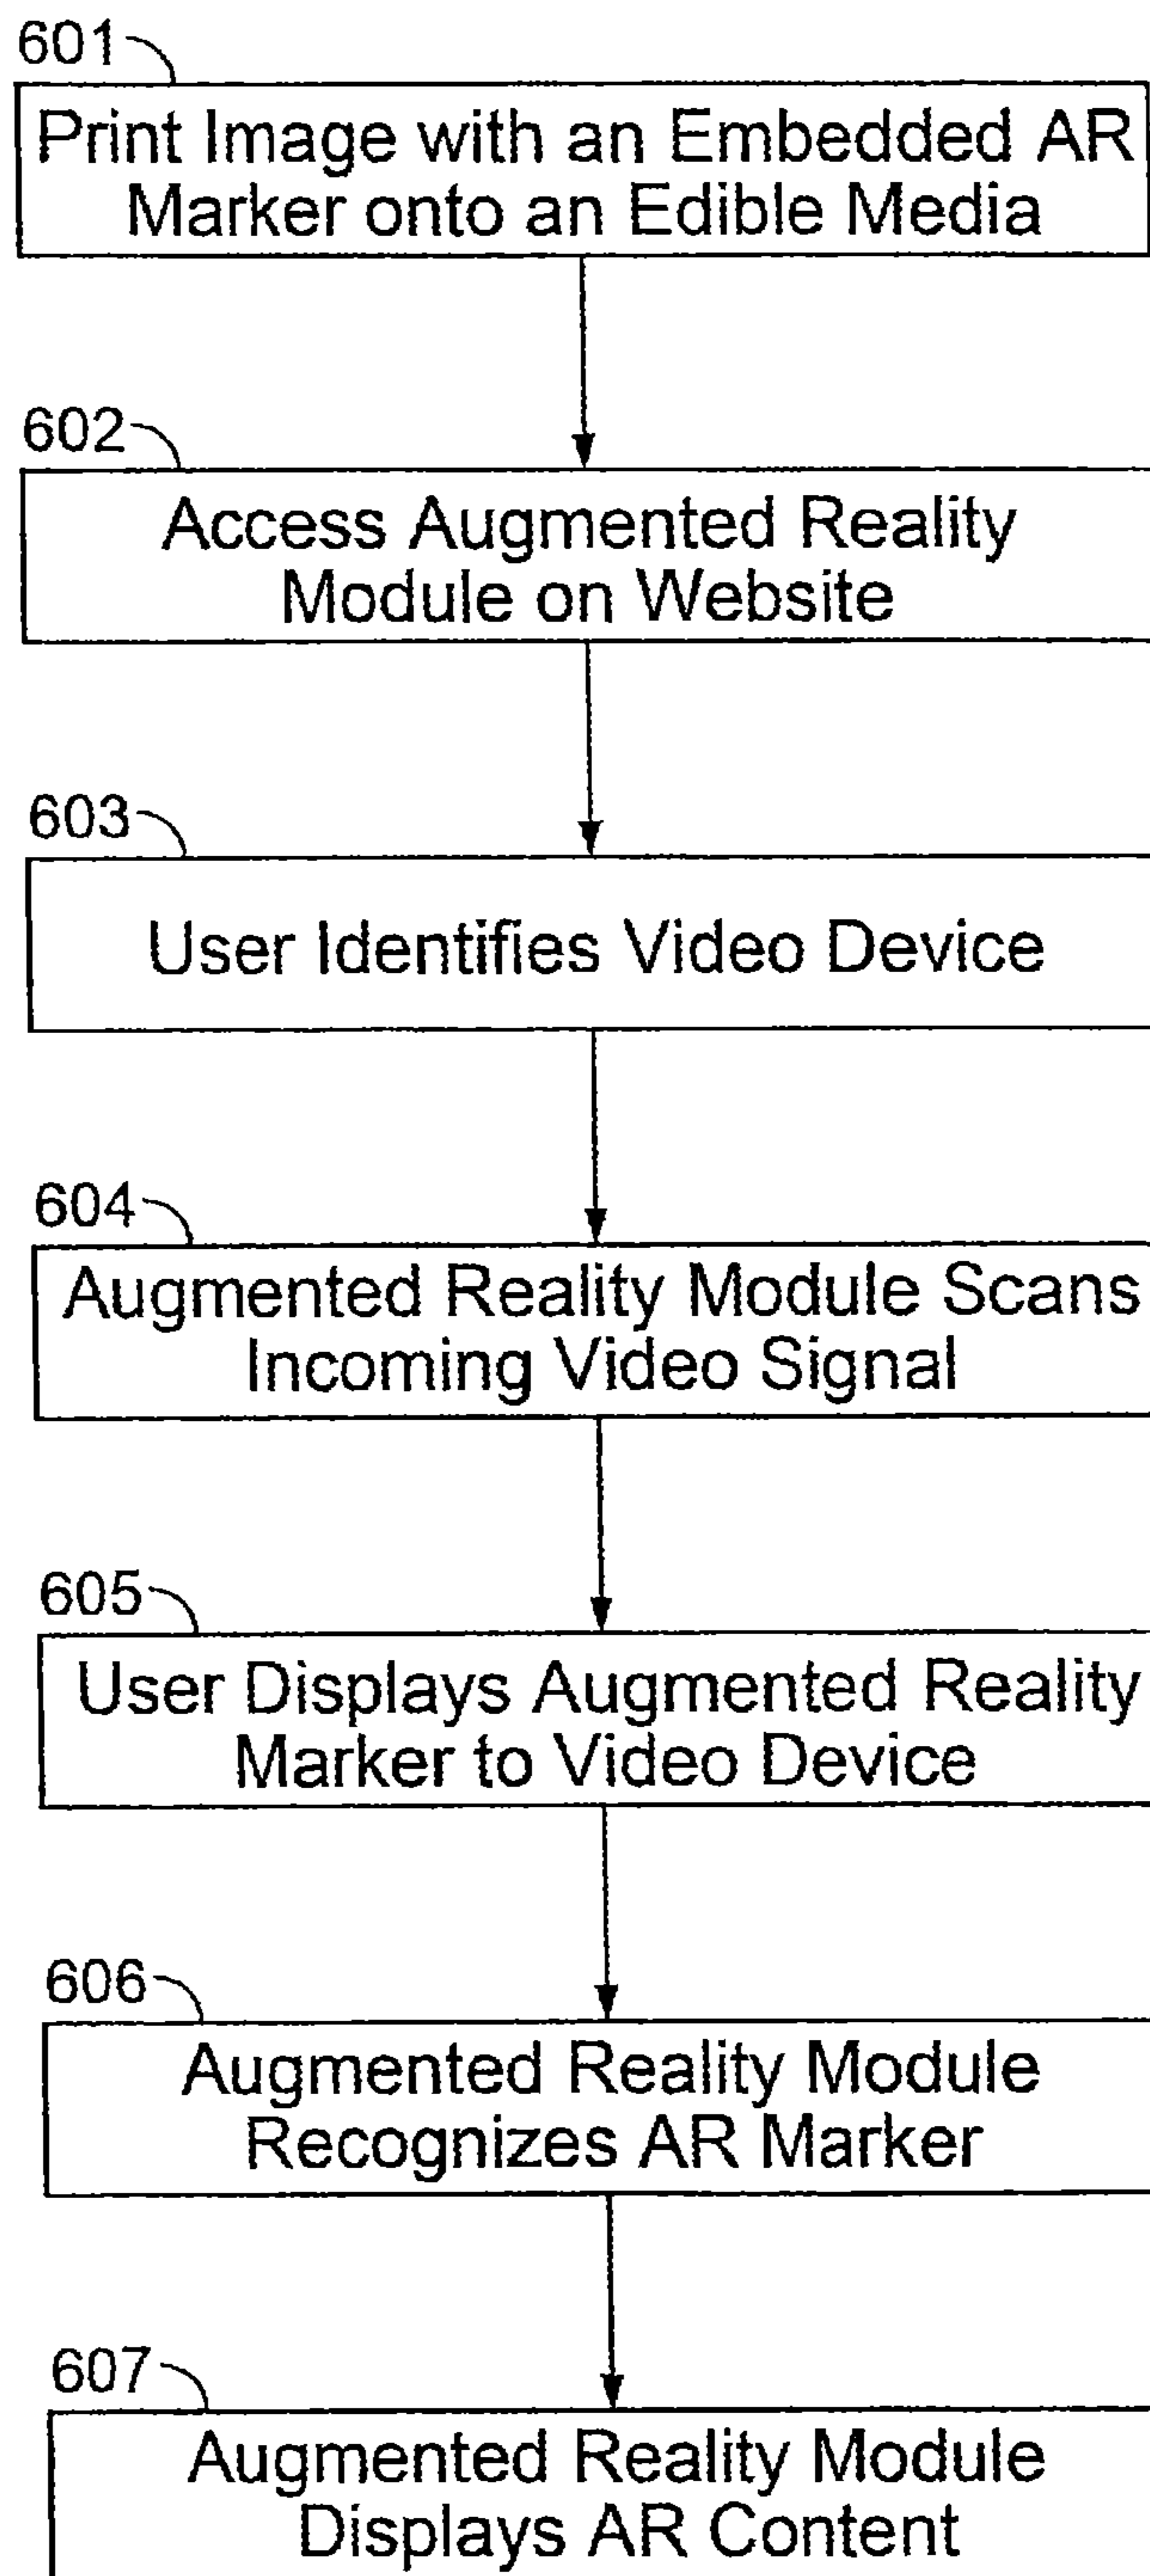 601
Print Image with an Embedded AR
Marker onto an Edible Media
602
Access Augmented Reality
Module on Website
603
User Identifies Video Device
604
Augmented Reality Module Scans
Incoming Video Signal
605
User Displays Augmented Reality
Marker to Video Device
606
Augmented Reality Module
Recognizes AR Marker
607
Augmented Reality Module
Displays AR Content